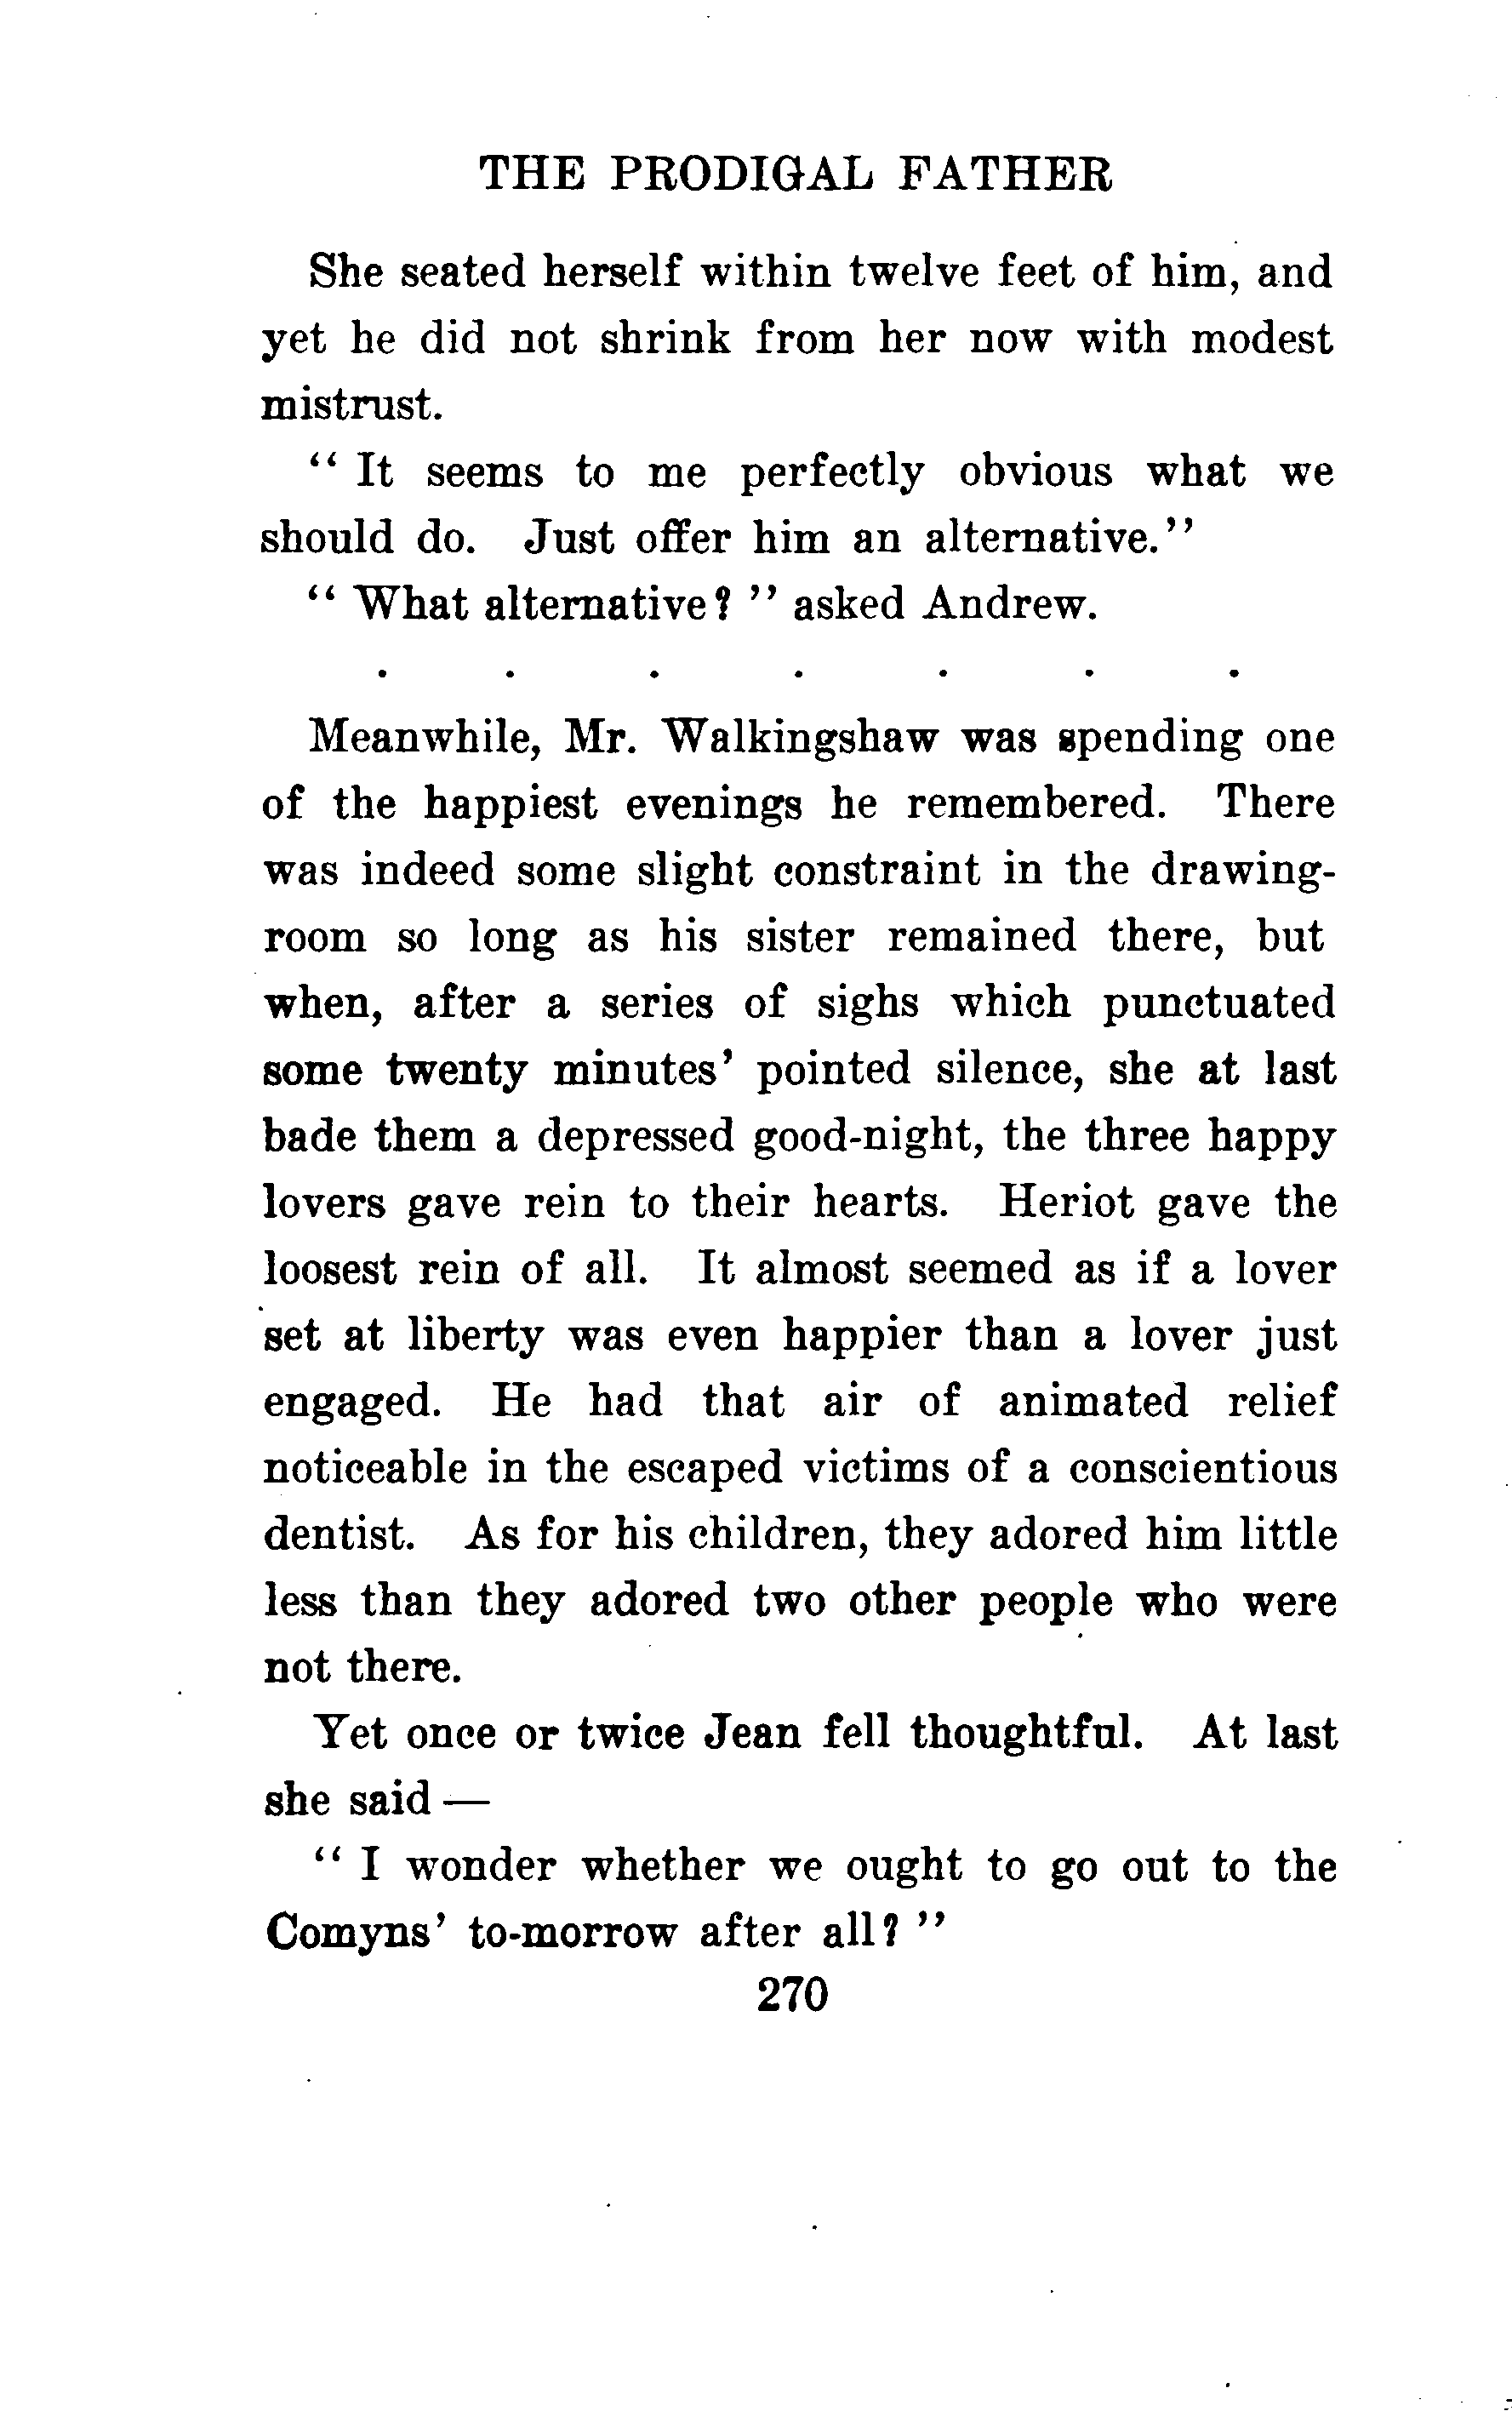 THE PRODIGAL FATHER
She seated herself within twelve feet of him, and
yet he did not shrink from her now with modest
mistrust.
“ It seems to me perfectly obvious what we
should do. Just offer him an alternative.”
“ What alternative? ” asked Andrew.
. . . . . . .
Meanwhile, Mr. Walkingshaw was spending one
of the happiest evenings he remembered. There
was indeed some slight constraint in the drawing-
room so long as his sister remained there, but
when, after a series of sighs which punctuated
some twenty minutes’ pointed silence, she at last
bade them a depressed good-night, the three happy
lovers gave rein to their hearts. Heriot gave the
loosest rein of all. It almost seemed as if a lover
set at liberty was even happier than a lover just
engaged. He had that air of animated relief
noticeable in the escaped victims of a conscientious
dentist. As for his children, they adored him little
less than they adored two other people who were
not there.
Yet once or twice Jean fell thoughtful. At last
she said —
“ I wonder whether we ought to go out to the
Comyns’ to-morrow after all? ”
270